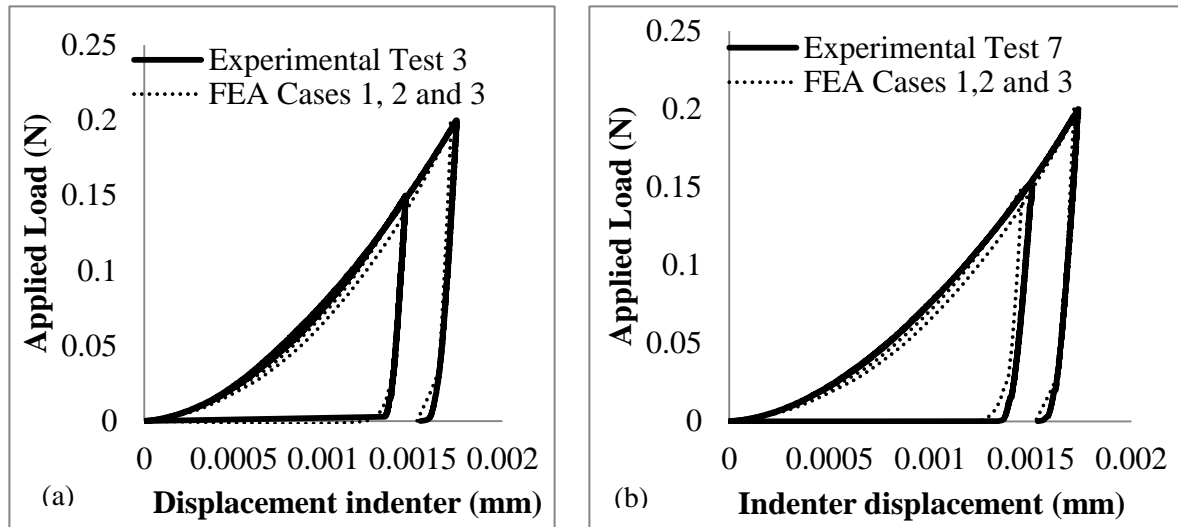 0.25
Experimental Test 3
FEA Cases 1, 2 and 3
0.2
0.15
0.1
0.05
0
Applied Load (N)
0 0.0005 0.001 0.0015 0.002
(a) Displacement indenter (mm)
0.25
Experimental Test 7
FEA Cases 1,2 and 3
0.2
0.15
0.1
0.05
0
Applied Load (N)
0 0.0005 0.001 0.0015 0.002
(b) Indenter displacement (mm)